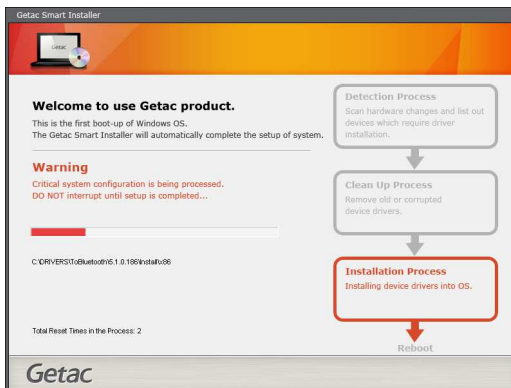 Getac Smart Installer
Getac
Welcome to use Getac product.
This is the first boot-up of Windows OS.
The Getac Smart Installer will automatically complete the setup of system.
Warning
Critical system configuration is being processed.
DO NOT interrupt until setup is completed...
C:\DRIVERS\ToBluetooth\5.1.0.186\install\x86
Total Reset Times in the Process: 2
Detection Process
Scan hardware changes and list out
devices which require driver
installation.
Clean Up Process
Remove old or corrupted
device drivers.
Installation Process
Installing device drivers into OS.
Reboot
Getac